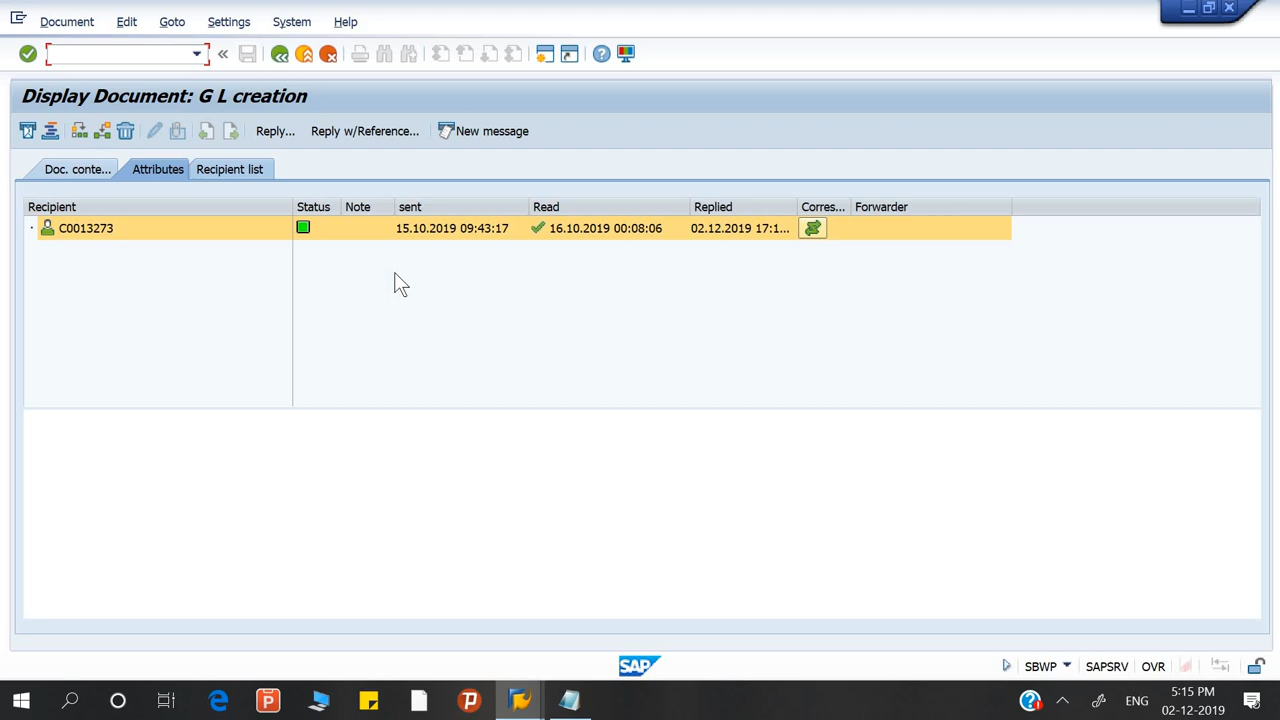 Document Edit Goto Settings System Help
Display Document: G L creation
Reply... Reply w/Reference... New message
Doc. conte... Attributes Recipient list
Recipient Status Note sent Read Replied Corres... Forwarder
C0013273 15.10.2019 09:43:17 16.10.2019 00:08:06 02.12.2019 17:1...
SAP SBWP SAPSRV OVR
ENG 5:15 PM
02-12-2019